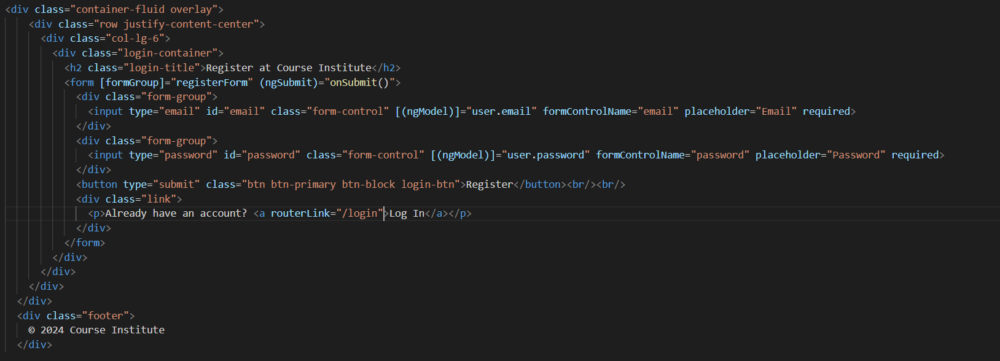 <div class="container-fluid overlay">
<div class="row justify-content-center">
<div class="col-lg-6">
<div class="login-container">
<h2 class="login-title">Register at Course Institute</h2>
<form [formGroup]="registerForm" (ngSubmit)="onSubmit()">
<div class="form-group">
<input type="email" id="email" class="form-control" [(ngModel)]="user.email" formControlName="email" placeholder="Email" required>
</div>
<div class="form-group">
<input type="password" id="password" class="form-control" [(ngModel)]="user.password" formControlName="password" placeholder="Password" required>
</div>
<button type="submit" class="btn btn-primary btn-block login-btn">Register</button><br/><br/>
<div class="link">
<p>Already have an account? <a routerLink="/login">Log In</a></p>
</div>
</form>
</div>
</div>
</div>
</div>
<div class="footer">
© 2024 Course Institute
</div>